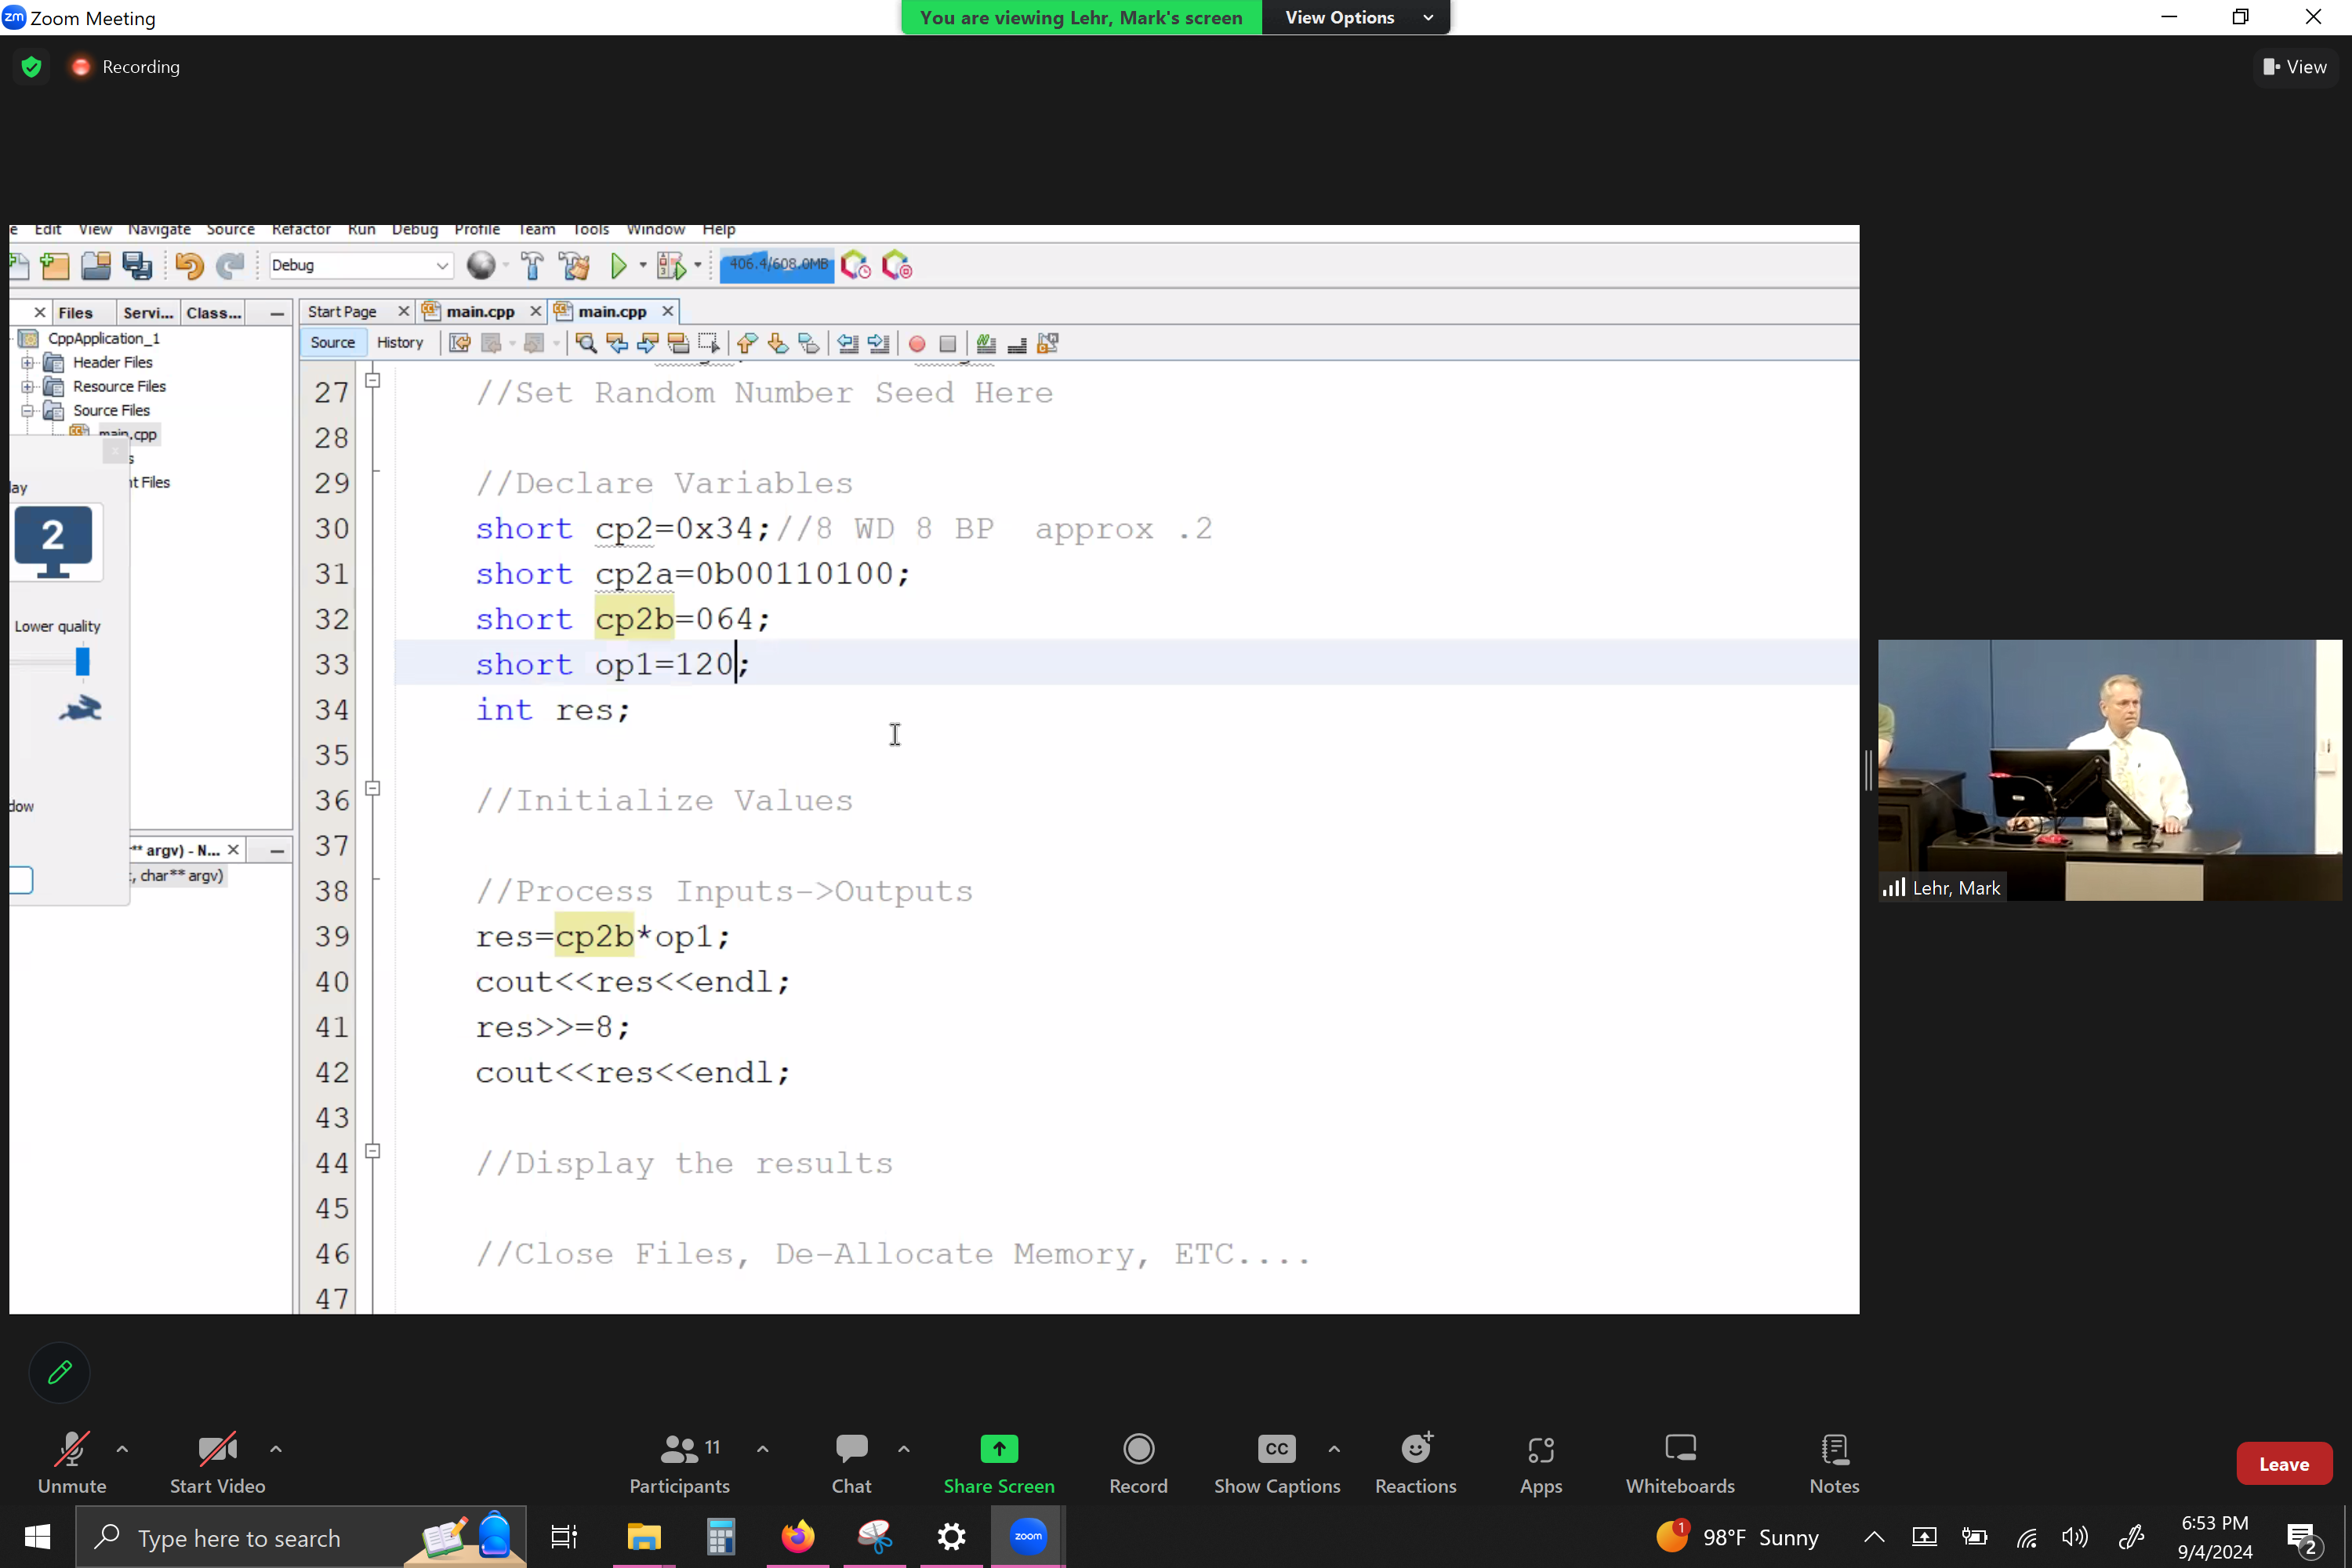 zm Zoom Meeting
You are viewing Lehr, Mark's screen View Options
Recording
View
e Edit View Navigate Source Refactor Run Debug Profile Team Tools Window Help
Debug
406.4/608.0MB
Files Servi... Class...
Start Page main.cpp main.cpp
Source History
CppApplication_1
Header Files
Resource Files
Source Files
main.cpp
s
nt Files
lay
2
Lower quality
dow
** argv) - N...
, char** argv)
27 //Set Random Number Seed Here
28
29 //Declare Variables
30 short cp2=0x34;//8 WD 8 BP approx .2
31 short cp2a=0b00110100;
32 short cp2b=064;
33 short op1=120;
34 int res;
35
36 //Initialize Values
37
38 //Process Inputs->Outputs
39 res=cp2b*op1;
40 cout<<res<<endl;
41 res>>=8;
42 cout<<res<<endl;
43
44 //Display the results
45
46 //Close Files, De-Allocate Memory, ETC....
47
Lehr, Mark
Unmute
Start Video
11
Participants
Chat
Share Screen
Record
CC
Show Captions
Reactions
Apps
Whiteboards
Notes
Leave
Type here to search
zoom
1
98°F Sunny
6:53 PM
9/4/2024
2